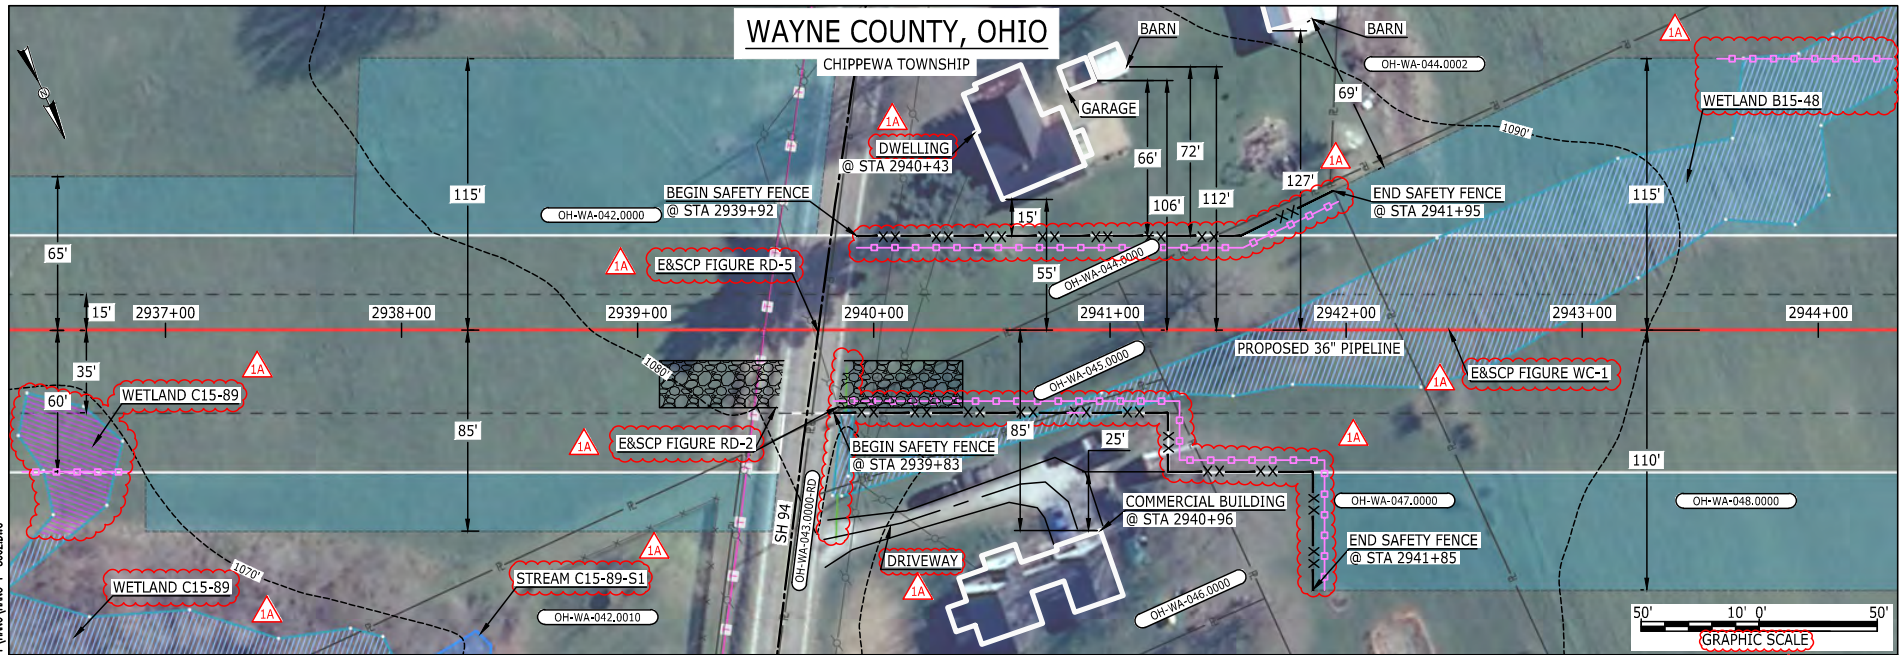 WAYNE COUNTY, OHIO
CHIPPEWA TOWNSHIP
N
BARN
BARN
1A
OH-WA-044.0002
69'
WETLAND B15-48
GARAGE
1A
DWELLING
@ STA 2940+43
66'
72'
1090'
1A
115'
BEGIN SAFETY FENCE
@ STA 2939+92
OH-WA-042.0000
127'
END SAFETY FENCE
@ STA 2941+95
115'
106'
112'
15'
65'
1A
E&SCP FIGURE RD-5
55'
OH-WA-044.0000
15'
2937+00
2938+00
2939+00
2940+00
2941+00
2942+00
2943+00
2944+00
PROPOSED 36" PIPELINE
1A
35'
1080'
OH-WA-045.0000
E&SCP FIGURE WC-1
1A
60'
WETLAND C15-89
85'
1A
E&SCP FIGURE RD-2
BEGIN SAFETY FENCE
@ STA 2939+83
85'
25'
1A
110'
SH 94
OH-WA-043.0000-RD
COMMERCIAL BUILDING
@ STA 2940+96
OH-WA-047.0000
OH-WA-048.0000
END SAFETY FENCE
@ STA 2941+85
1A
1070'
DRIVEWAY
1A
WETLAND C15-89
1A
STREAM C15-89-S1
OH-WA-042.0010
OH-WA-046.0000
50'
10'
0'
50'
GRAPHIC SCALE